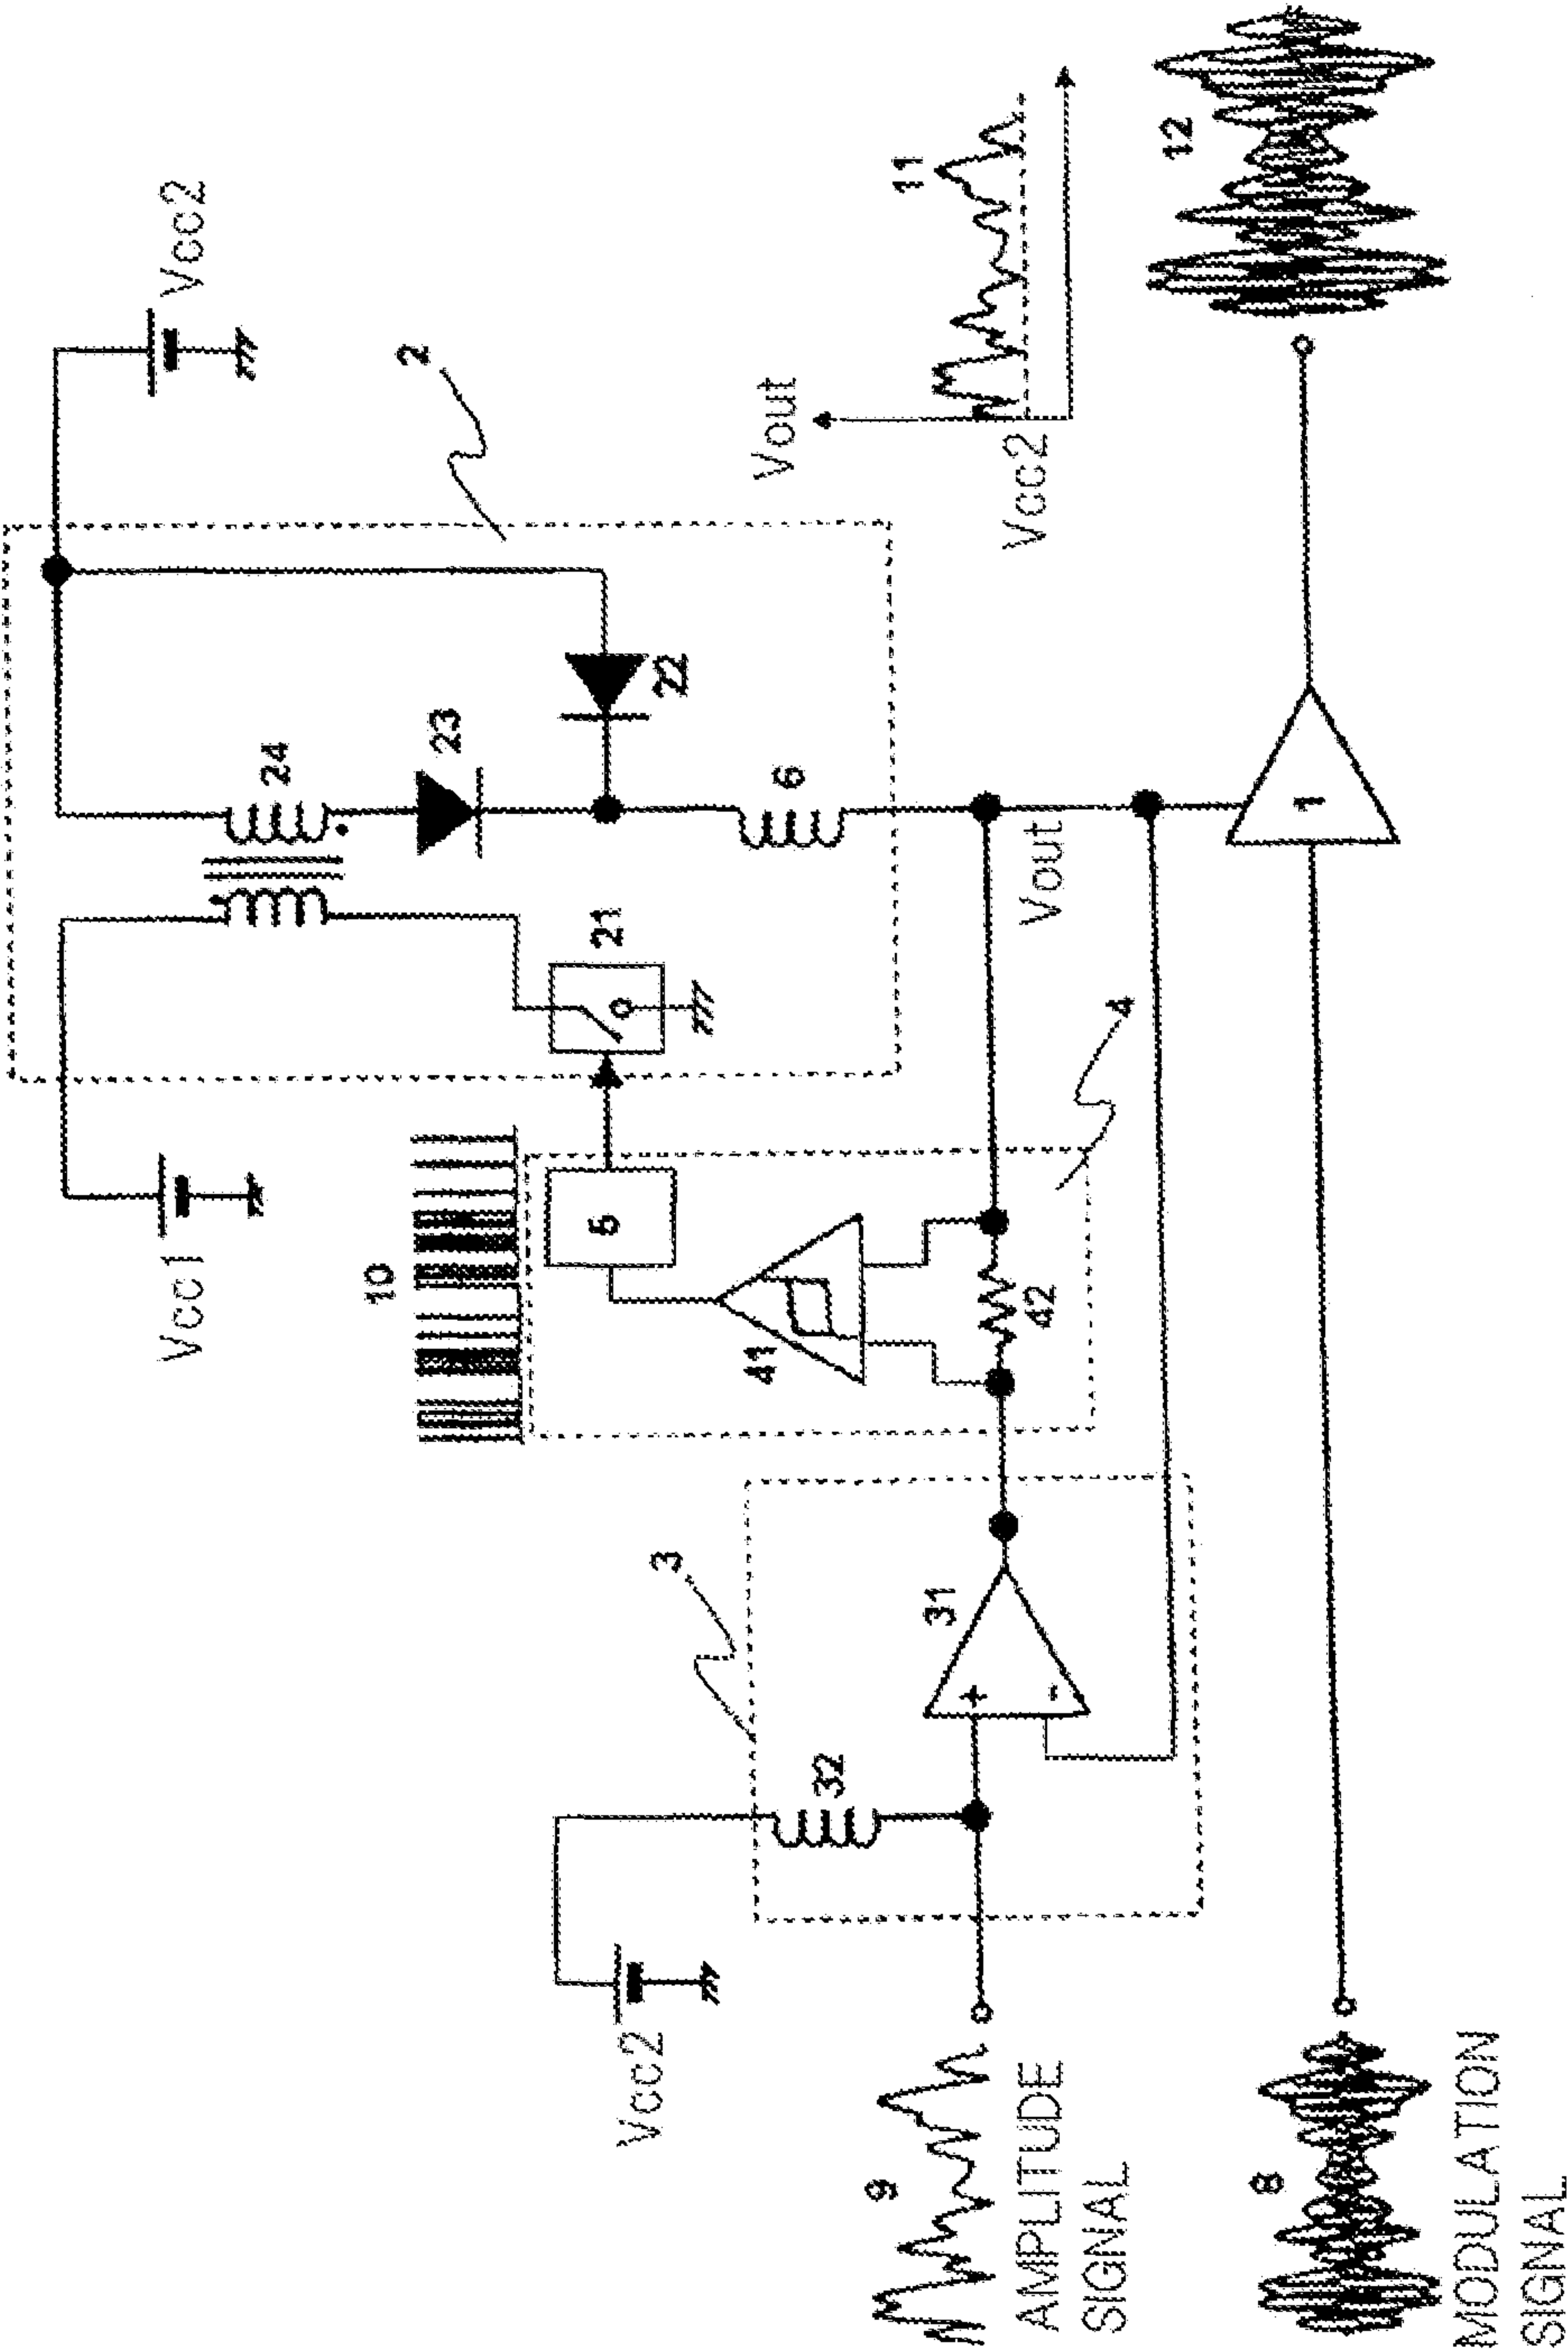 Vcc1
Vcc2
2
24
23
22
21
6
10
5
41
42
4
Vout
Vcc2
11
Vout
Vcc2
3
32
31
+
-
9
AMPLITUDE
SIGNAL
1
12
8
MODULATION
SIGNAL